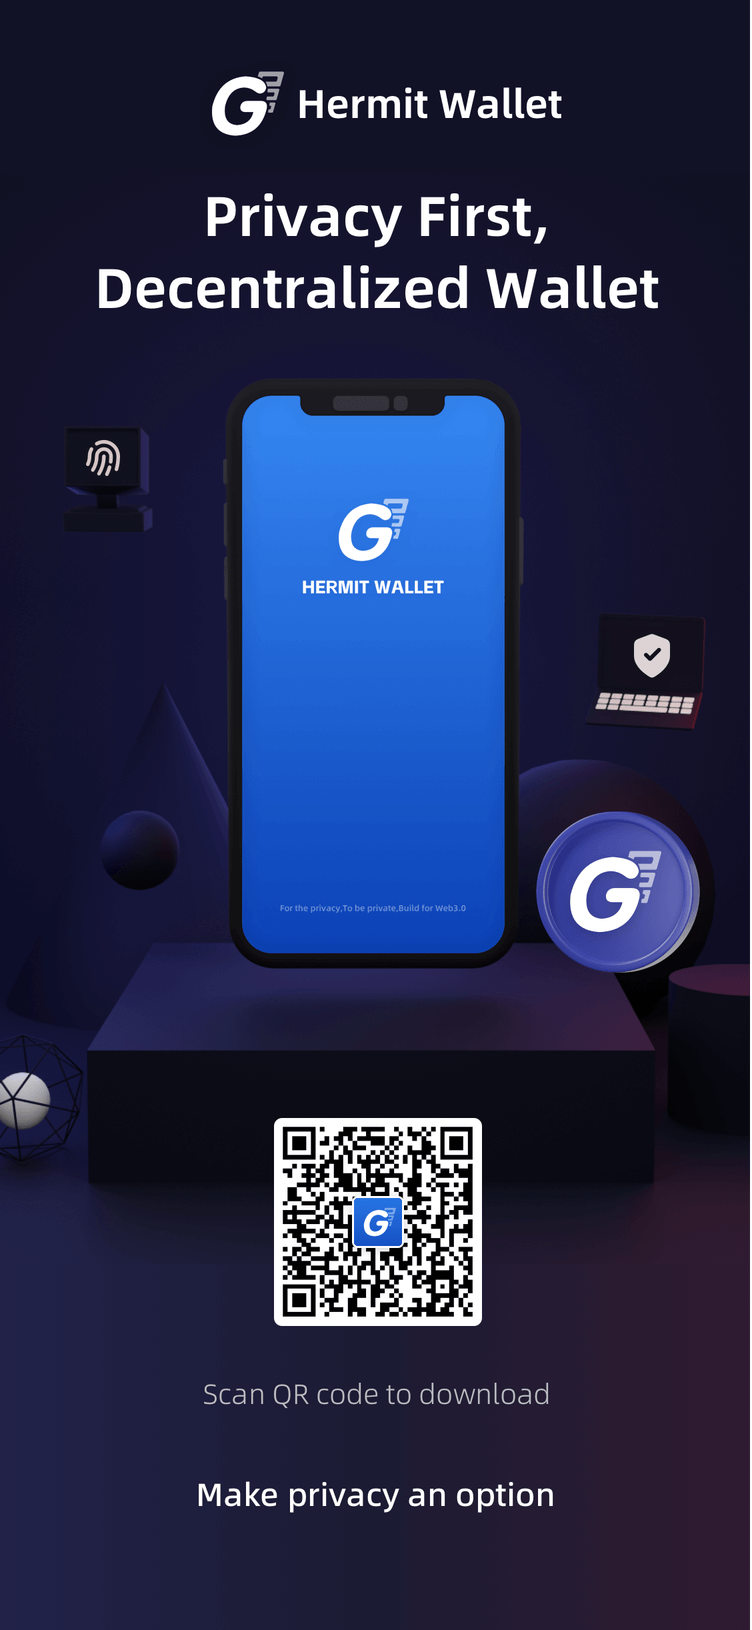 Hermit Wallet
Privacy First,
Decentralized Wallet
HERMIT WALLET
For the privacy,To be private,Build for Web3.0
Scan QR code to download
Make privacy an option